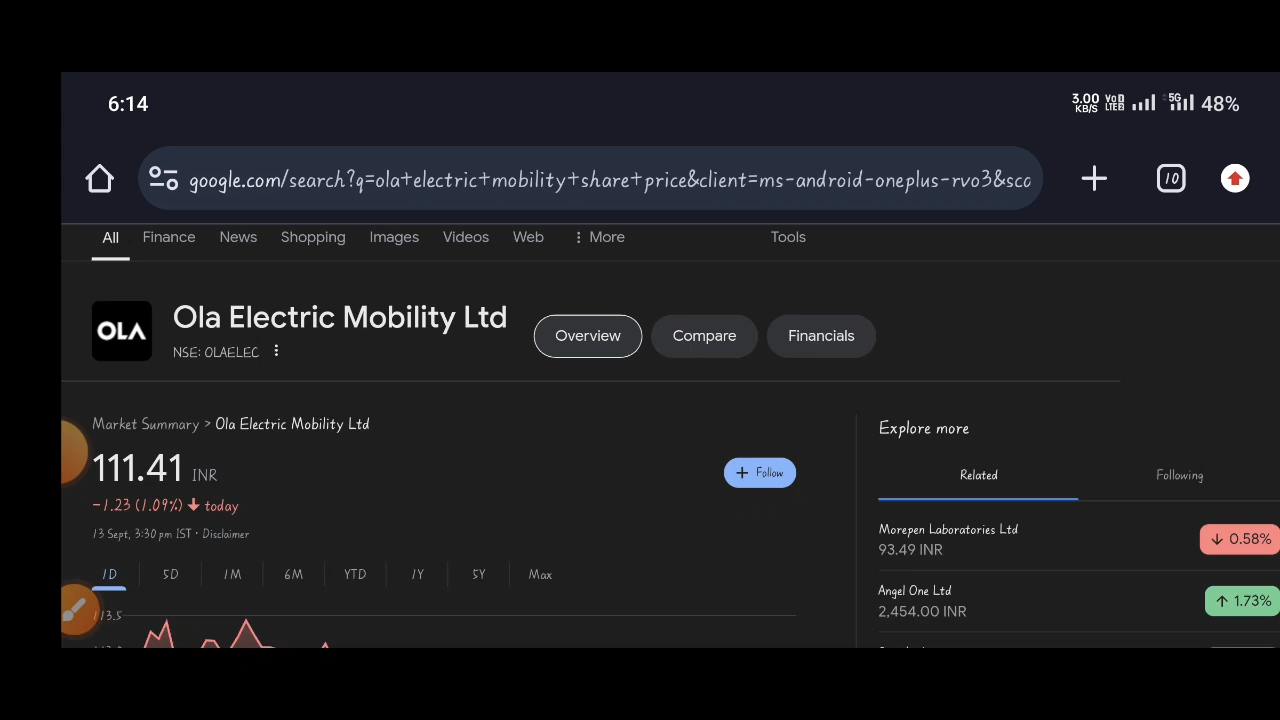 6:14
3.00 KB/S VoD LTE2 5G 48%
google.com/search?q=ola+electric+mobility+share+price&client=ms-android-oneplus-rvo3&sco
10
All Finance News Shopping Images Videos Web More Tools
OLA
Ola Electric Mobility Ltd
NSE: OLAELEC
Overview Compare Financials
Market Summary > Ola Electric Mobility Ltd
111.41 INR
+ Follow
−1.23 (1.09%) ↓ today
13 Sept, 3:30 pm IST • Disclaimer
1D 5D 1M 6M YTD 1Y 5Y Max
113.5
Explore more
Related Following
Morepen Laboratories Ltd
93.49 INR
↓ 0.58%
Angel One Ltd
2,454.00 INR
↑ 1.73%